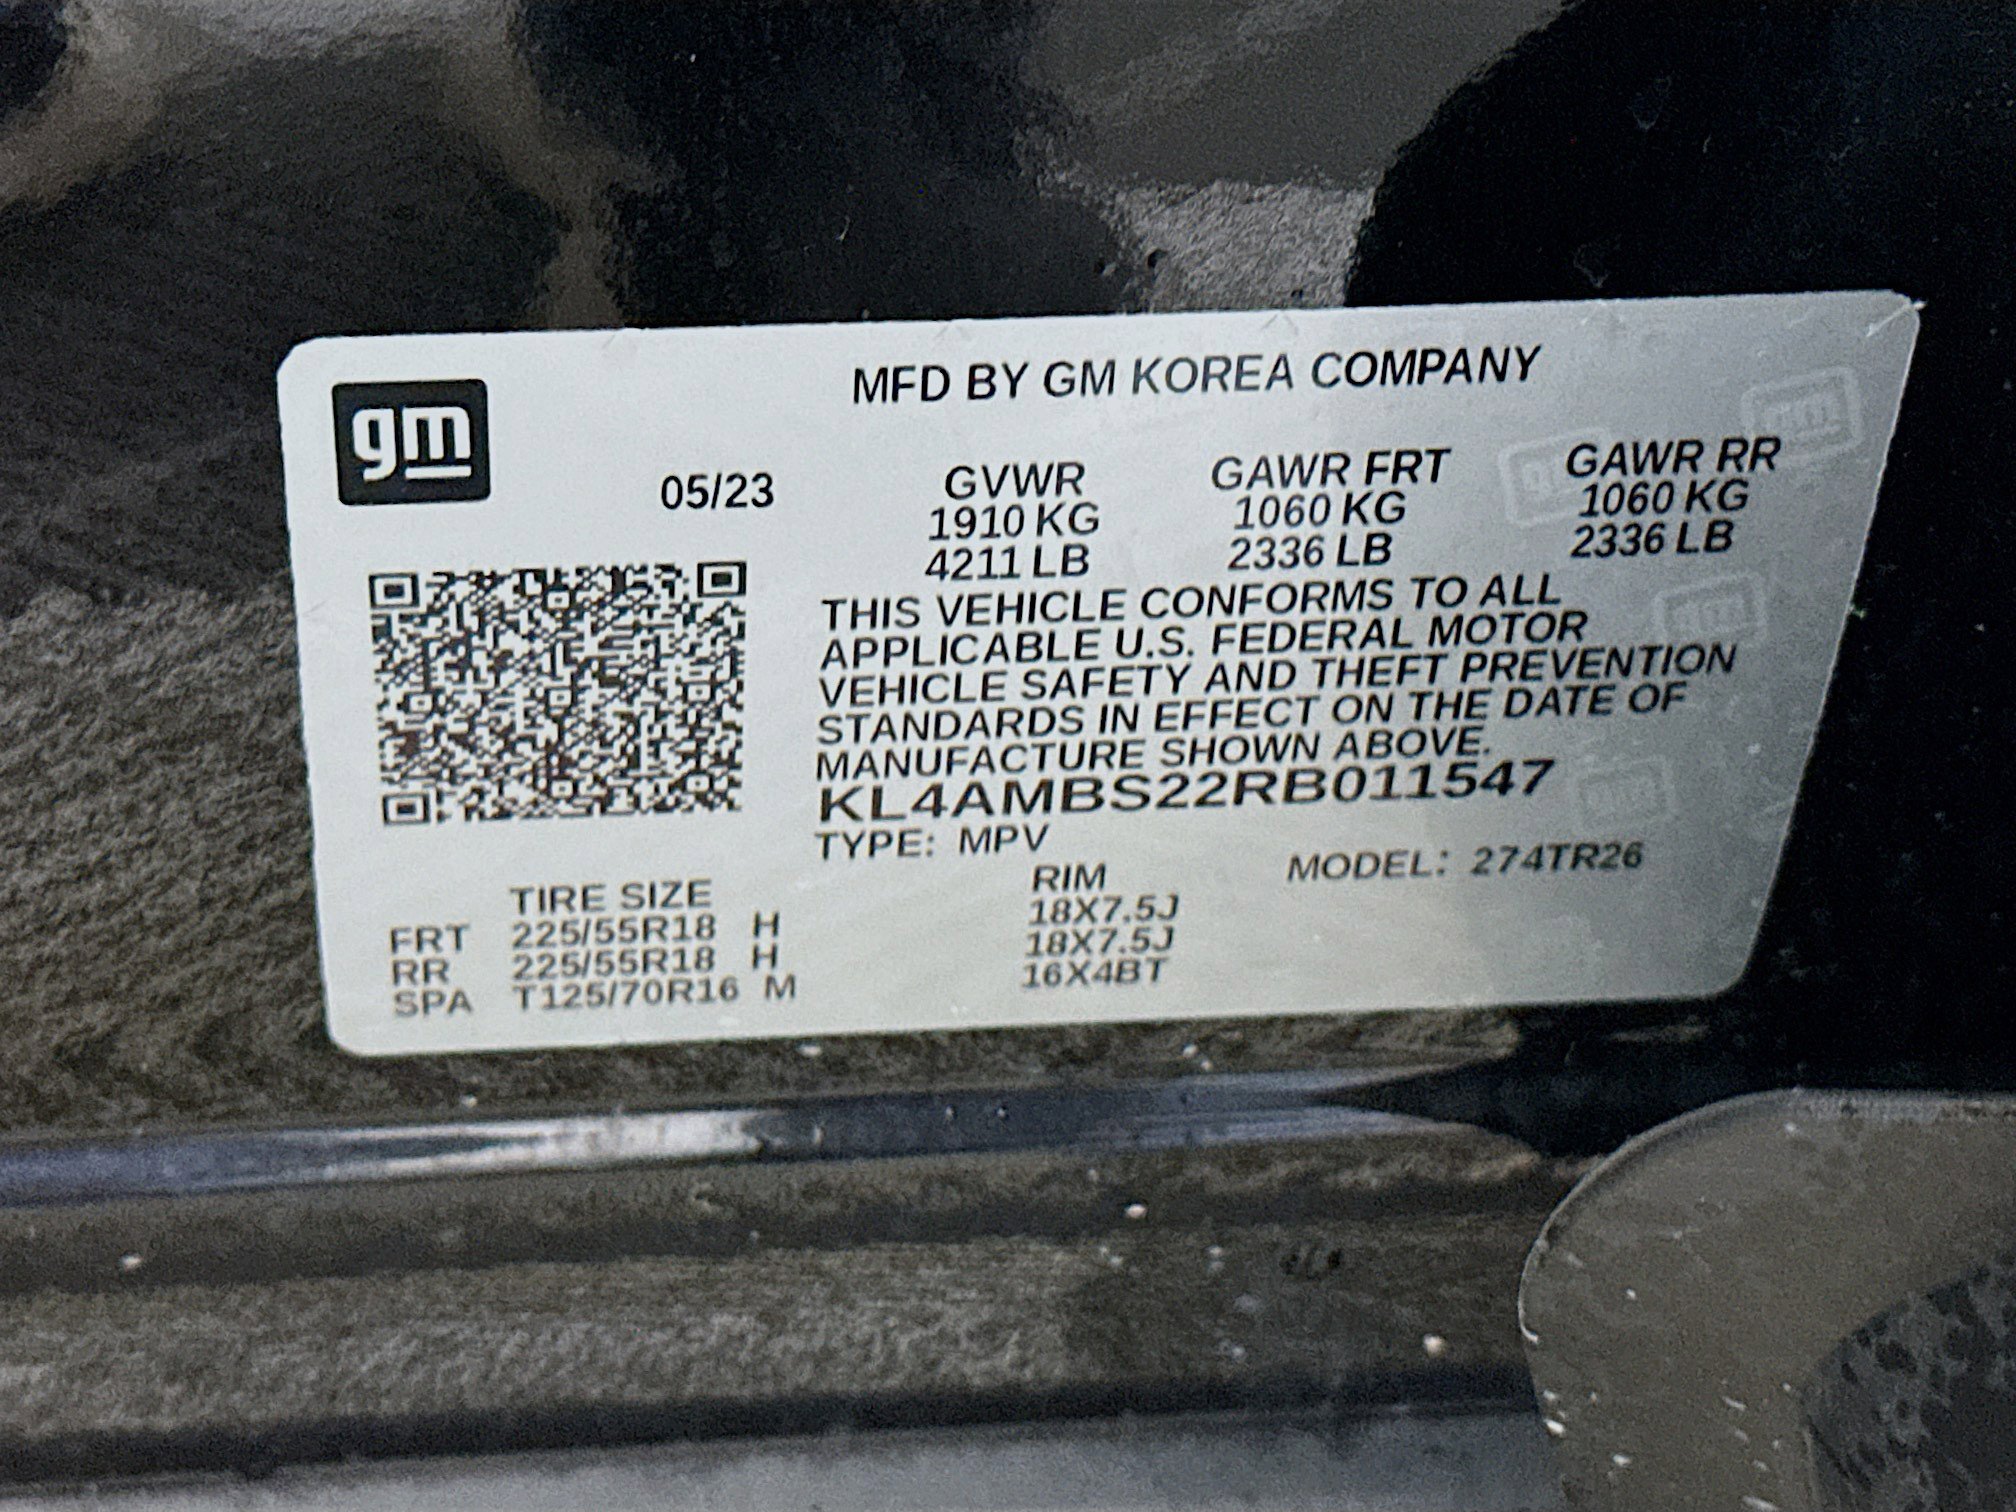 gm
MFD BY GM KOREA COMPANY
05/23
GVWR GAWR FRT GAWR RR
1910 KG 1060 KG 1060 KG
4211 LB 2336 LB 2336 LB
THIS VEHICLE CONFORMS TO ALL
APPLICABLE U.S. FEDERAL MOTOR
VEHICLE SAFETY AND THEFT PREVENTION
STANDARDS IN EFFECT ON THE DATE OF
MANUFACTURE SHOWN ABOVE.
KL4AMBS22RB011547
TYPE: MPV
MODEL: 274TR26
TIRE SIZE RIM
FRT 225/55R18 H 18X7.5J
RR 225/55R18 H 18X7.5J
SPA T125/70R16 M 16X4BT